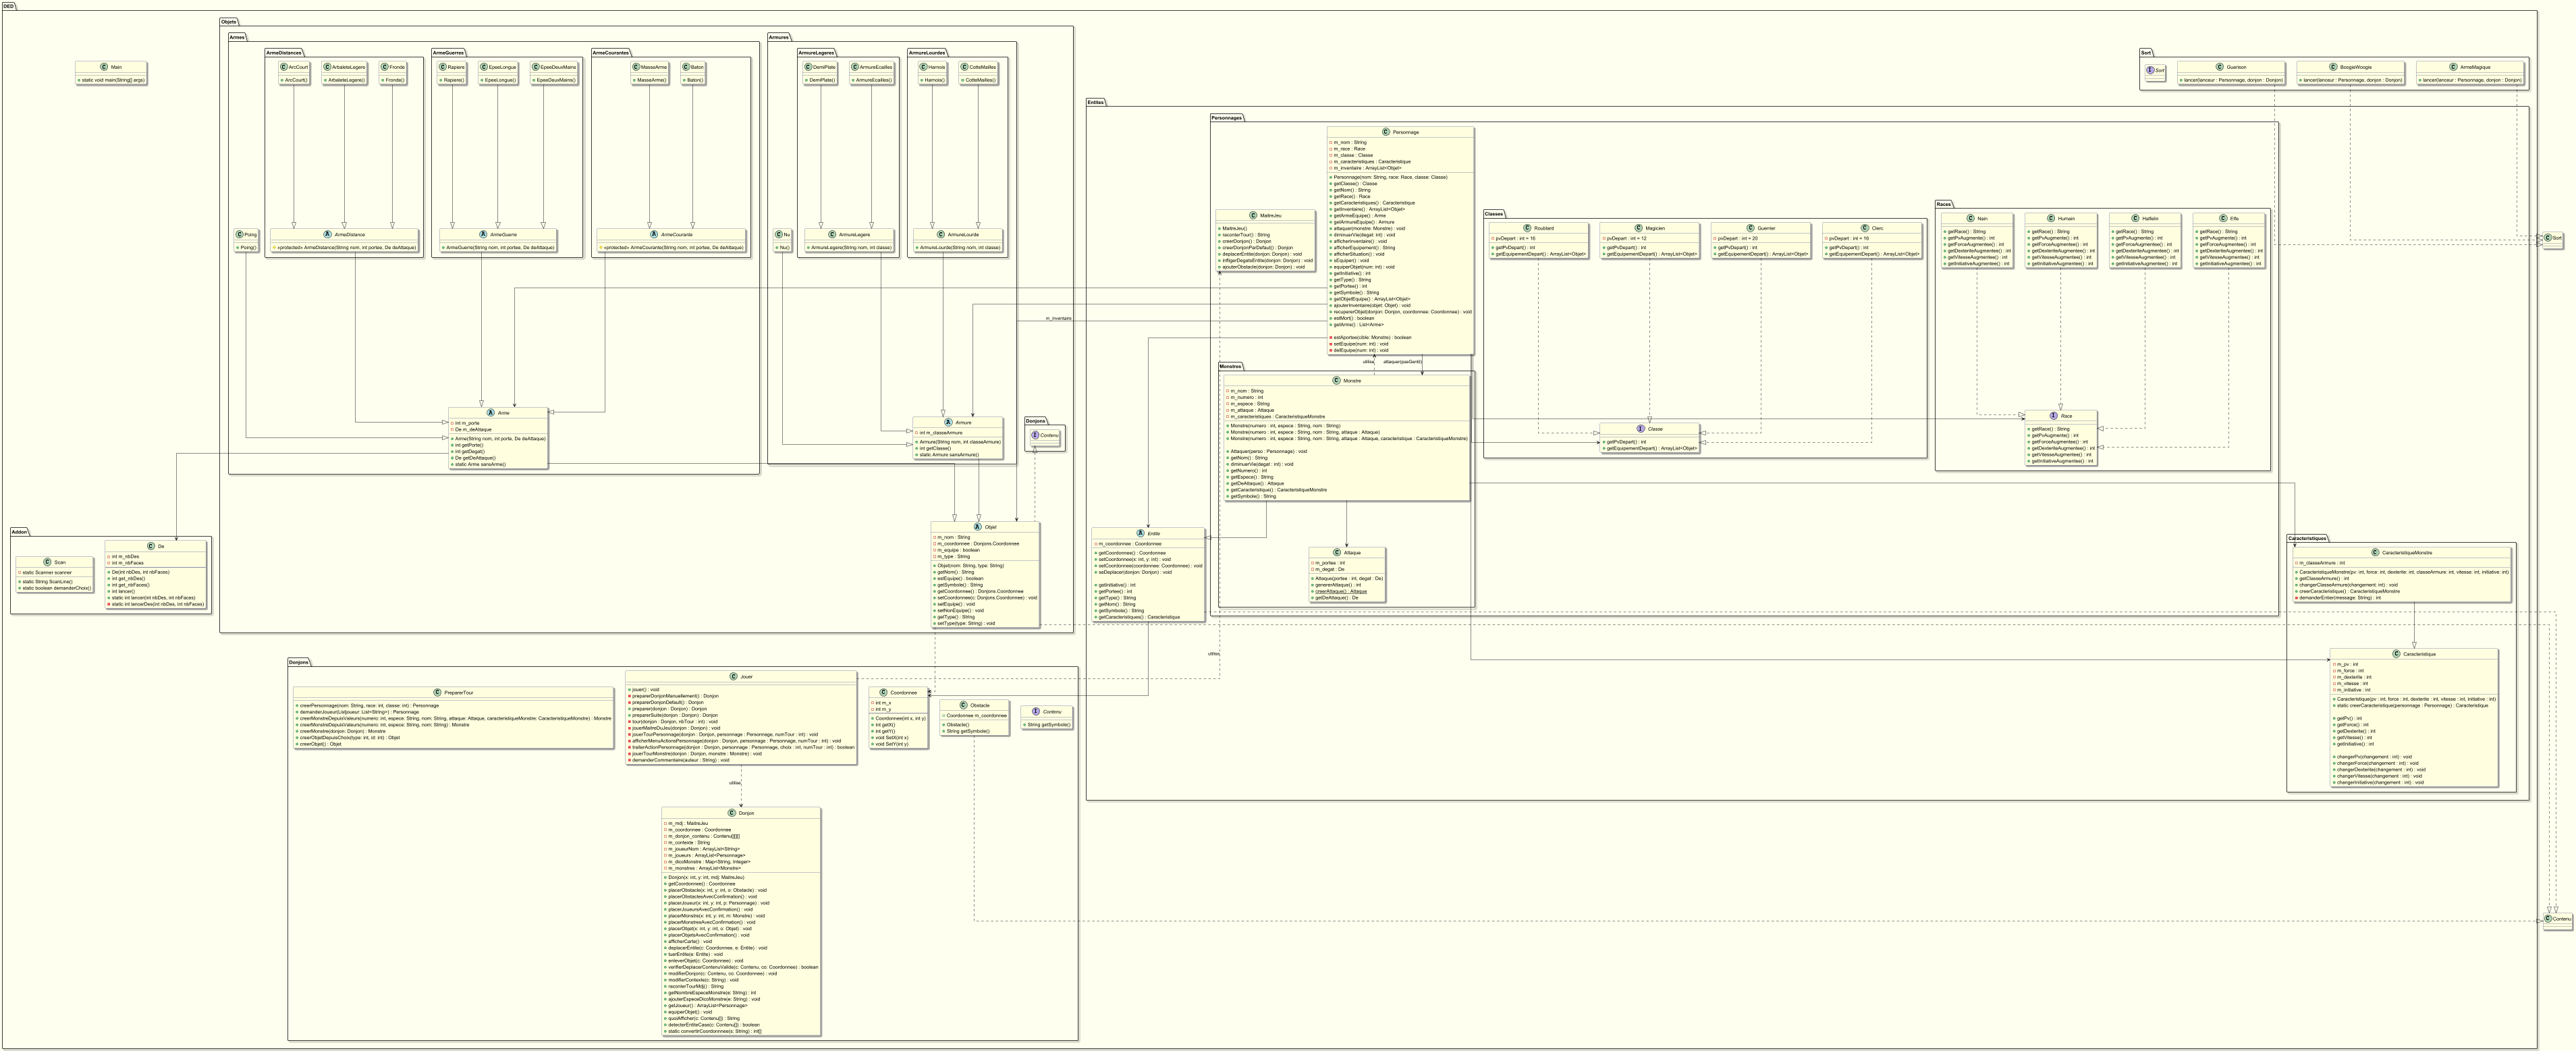 DED
Main
static void main(String[] args)
Objets
Armes
ArmeDistances
ArcCourt
ArcCourt()
ArbaleteLegere
ArbaleteLegere()
Fronde
Fronde()
ArmeGuerres
Rapiere
Rapiere()
EpeeLongue
EpeeLongue()
EpeeDeuxMains
EpeeDeuxMains()
ArmeCourantes
MasseArme
MasseArme()
Baton
Baton()
Poing
Poing()
ArmeDistance
«protected» ArmeDistance(String nom, int portee, De deAttaque)
ArmeGuerre
ArmeGuerre(String nom, int portee, De deAttaque)
ArmeCourante
«protected» ArmeCourante(String nom, int portee, De deAttaque)
Arme
int m_porte
De m_deAttaque
Arme(String nom, int porte, De deAttaque)
int getPorte()
int getDegat()
De getDeAttaque()
static Arme sansArme()
Armures
ArmureLegeres
DemiPlate
DemiPlate()
ArmureEcailles
ArmureEcailles()
ArmureLourdes
Harnois
Harnois()
CotteMailles
CotteMailles()
Nu
Nu()
ArmureLegere
ArmureLegere(String nom, int classe)
ArmureLourde
ArmureLourde(String nom, int classe)
Armure
int m_classeArmure
Armure(String nom, int classeArmure)
int getClasse()
static Armure sansArmure()
Donjons
Contenu
Objet
m_nom : String
m_coordonnee : Donjons.Coordonnee
m_equipe : boolean
m_type : String
Objet(nom: String, type: String)
getNom() : String
estEquipe() : boolean
getSymbole() : String
getCoordonnee() : Donjons.Coordonnee
setCoordonnee(c: Donjons.Coordonnee) : void
setEquipe() : void
setNonEquipe() : void
getType() : String
setType(type: String) : void
m_inventaire
Addon
Scan
static Scanner scanner
static String ScanLine()
static boolean demanderChoix()
De
int m_nbDes
int m_nbFaces
De(int nbDes, int nbFaces)
int get_nbDes()
int get_nbFaces()
int lancer()
static int lancer(int nbDes, int nbFaces)
static int lancerDes(int nbDes, int nbFaces)
Sort
Sort
Guerison
lancer(lanceur : Personnage, donjon : Donjon)
BoogieWoogie
lancer(lanceur : Personnage, donjon : Donjon)
ArmeMagique
lancer(lanceur : Personnage, donjon : Donjon)
Sort
Entites
Personnages
Personnage
m_nom : String
m_race : Race
m_classe : Classe
m_caracteristiques : Caracteristique
m_inventaire : ArrayList<Objet>
Personnage(nom: String, race: Race, classe: Classe)
getClasse() : Classe
getNom() : String
getRace() : Race
getCaracteristiques() : Caracteristique
getInventaire() : ArrayList<Objet>
getArmeEquipe() : Arme
getArmureEquipe() : Armure
attaquer(monstre: Monstre) : void
diminuerVie(degat: int) : void
afficherInventaire() : void
afficherEquipement() : String
afficherSituation() : void
sEquiper() : void
equiperObjet(num: int) : void
getInitiative() : int
getType() : String
getPortee() : int
getSymbole() : String
getObjetEquipe() : ArrayList<Objet>
ajouterInventaire(objet: Objet) : void
recupererObjet(donjon: Donjon, coordonnee: Coordonnee) : void
estMort() : boolean
getArme() : List<Arme>
estAportee(cible: Monstre) : boolean
setEquipe(num: int) : void
delEquipe(num: int) : void
MaitreJeu
MaitreJeu()
raconterTour() : String
creerDonjon() : Donjon
creerDonjonParDefaut() : Donjon
deplacerEntite(donjon: Donjon) : void
infligerDegatsEntite(donjon: Donjon) : void
ajouterObstacle(donjon: Donjon) : void
utilise
attaquer(pasGentil)
Monstres
Monstre
m_nom : String
m_numero : int
m_espece : String
m_attaque : Attaque
m_caracteristiques : CaracteristiqueMonstre
Monstre(numero : int, espece : String, nom : String)
Monstre(numero : int, espece : String, nom : String, attaque : Attaque)
Monstre(numero : int, espece : String, nom : String, attaque : Attaque, caracteristique : CaracteristiqueMonstre)
Attaquer(perso : Personnage) : void
getNom() : String
diminuerVie(degat : int) : void
getNumero() : int
getEspece() : String
getDeAttaque() : Attaque
getCaracteristique() : CaracteristiqueMonstre
getSymbole() : String
Attaque
m_portee : int
m_degat : De
Attaque(portee : int, degat : De)
genererAttaque() : int
creerAttaque() : Attaque
getDeAttaque() : De
Entite
m_coordonnee : Coordonnee
getCoordonnee() : Coordonnee
setCoordonnee(x: int, y: int) : void
setCoordonnee(coordonnee: Coordonnee) : void
seDeplacer(donjon: Donjon) : void
getInitiative() : int
getPortee() : int
getType() : String
getNom() : String
getSymbole() : String
getCaracteristiques() : Caracteristique
Classes
Roublard
pvDepart : int = 16
getPvDepart() : int
getEquipementDepart() : ArrayList<Objet>
Magicien
pvDepart : int = 12
getPvDepart() : int
getEquipementDepart() : ArrayList<Objet>
Guerrier
pvDepart : int = 20
getPvDepart() : int
getEquipementDepart() : ArrayList<Objet>
Clerc
pvDepart : int = 16
getPvDepart() : int
getEquipementDepart() : ArrayList<Objet>
Classe
getPvDepart() : int
getEquipementDepart() : ArrayList<Objet>
Races
Nain
getRace() : String
getPvAugmente() : int
getForceAugmentee() : int
getDexteriteAugmentee() : int
getVitesseAugmentee() : int
getInitiativeAugmentee() : int
Humain
getRace() : String
getPvAugmente() : int
getForceAugmentee() : int
getDexteriteAugmentee() : int
getVitesseAugmentee() : int
getInitiativeAugmentee() : int
Halfelin
getRace() : String
getPvAugmente() : int
getForceAugmentee() : int
getDexteriteAugmentee() : int
getVitesseAugmentee() : int
getInitiativeAugmentee() : int
Elfe
getRace() : String
getPvAugmente() : int
getForceAugmentee() : int
getDexteriteAugmentee() : int
getVitesseAugmentee() : int
getInitiativeAugmentee() : int
Race
getRace() : String
getPvAugmente() : int
getForceAugmentee() : int
getDexteriteAugmentee() : int
getVitesseAugmentee() : int
getInitiativeAugmentee() : int
Caracteristiques
CaracteristiqueMonstre
m_classeArmure : int
CaracteristiqueMonstre(pv: int, force: int, dexterite: int, classeArmure: int, vitesse: int, initiative: int)
getClasseArmure() : int
changerClasseArmure(changement: int) : void
creerCaracteristique() : CaracteristiqueMonstre
demanderEntier(message: String) : int
Caracteristique
m_pv : int
m_force : int
m_dexterite : int
m_vitesse : int
m_initiative : int
Caracteristique(pv : int, force : int, dexterite : int, vitesse : int, initiative : int)
static creerCaracteristique(personnage : Personnage) : Caracteristique
getPv() : int
getForce() : int
getDexterite() : int
getVitesse() : int
getInitiative() : int
changerPv(changement : int) : void
changerForce(changement : int) : void
changerDexterite(changement : int) : void
changerVitesse(changement : int) : void
changerInitiative(changement : int) : void
utilise
Donjons
PreparerTour
creerPersonnage(nom: String, race: int, classe: int) : Personnage
demanderJoueur(Listjoueur: List<String>) : Personnage
creerMonstreDepuisValeurs(numero: int, espece: String, nom: String, attaque: Attaque, caracteristiqueMonstre: CaracteristiqueMonstre) : Monstre
creerMonstreDepuisValeurs(numero: int, espece: String, nom: String) : Monstre
creerMonstre(donjon: Donjon) : Monstre
creerObjetDepuisChoix(type: int, id: int) : Objet
creerObjet() : Objet
Jouer
jouer() : void
preparerDonjonManuellement() : Donjon
preparerDonjonDefault() : Donjon
preparer(donjon : Donjon) : Donjon
preparerSuite(donjon : Donjon) : Donjon
tour(donjon : Donjon, nbTour : int) : void
jouerMaitreDuJeu(donjon : Donjon) : void
jouerTourPersonnage(donjon : Donjon, personnage : Personnage, numTour : int) : void
afficherMenuActionsPersonnage(donjon : Donjon, personnage : Personnage, numTour : int) : void
traiterActionPersonnage(donjon : Donjon, personnage : Personnage, choix : int, numTour : int) : boolean
jouerTourMonstre(donjon : Donjon, monstre : Monstre) : void
demanderCommentaire(auteur : String) : void
Coordonnee
int m_x
int m_y
Coordonnee(int x, int y)
int getX()
int getY()
void SetX(int x)
void SetY(int y)
Obstacle
Coordonnee m_coordonnee
Obstacle()
String getSymbole()
Contenu
String getSymbole()
utilise
Donjon
m_mdj : MaitreJeu
m_coordonnee : Coordonnee
m_donjon_contenu : Contenu[][][]
m_contexte : String
m_joueurNom : ArrayList<String>
m_joueurs : ArrayList<Personnage>
m_dicoMonstre : Map<String, Integer>
m_monstres : ArrayList<Monstre>
Donjon(x: int, y: int, mdj: MaitreJeu)
getCoordonnee() : Coordonnee
placerObstacle(x: int, y: int, o: Obstacle) : void
placerObstaclesAvecConfirmation() : void
placerJoueur(x: int, y: int, p: Personnage) : void
placerJoueursAvecConfirmation() : void
placerMonstre(x: int, y: int, m: Monstre) : void
placerMonstresAvecConfirmation() : void
placerObjet(x: int, y: int, o: Objet) : void
placerObjetsAvecConfirmation() : void
afficherCarte() : void
deplacerEntite(c: Coordonnee, e: Entite) : void
tuerEntite(e: Entite) : void
enleverObjet(c: Coordonnee) : void
verifierDeplacerContenuValide(c: Contenu, co: Coordonnee) : boolean
modifierDonjon(c: Contenu, co: Coordonnee) : void
modifierContexte(c: String) : void
raconterTourMdj() : String
getNombreEspeceMonstre(e: String) : int
ajouterEspeceDicoMonstre(e: String) : void
getJoueur() : ArrayList<Personnage>
equiperObjet() : void
quoiAfficher(c: Contenu[]) : String
detecterEntiteCase(c: Contenu[]) : boolean
static convertirCoordonnnee(s: String) : int[]
Contenu